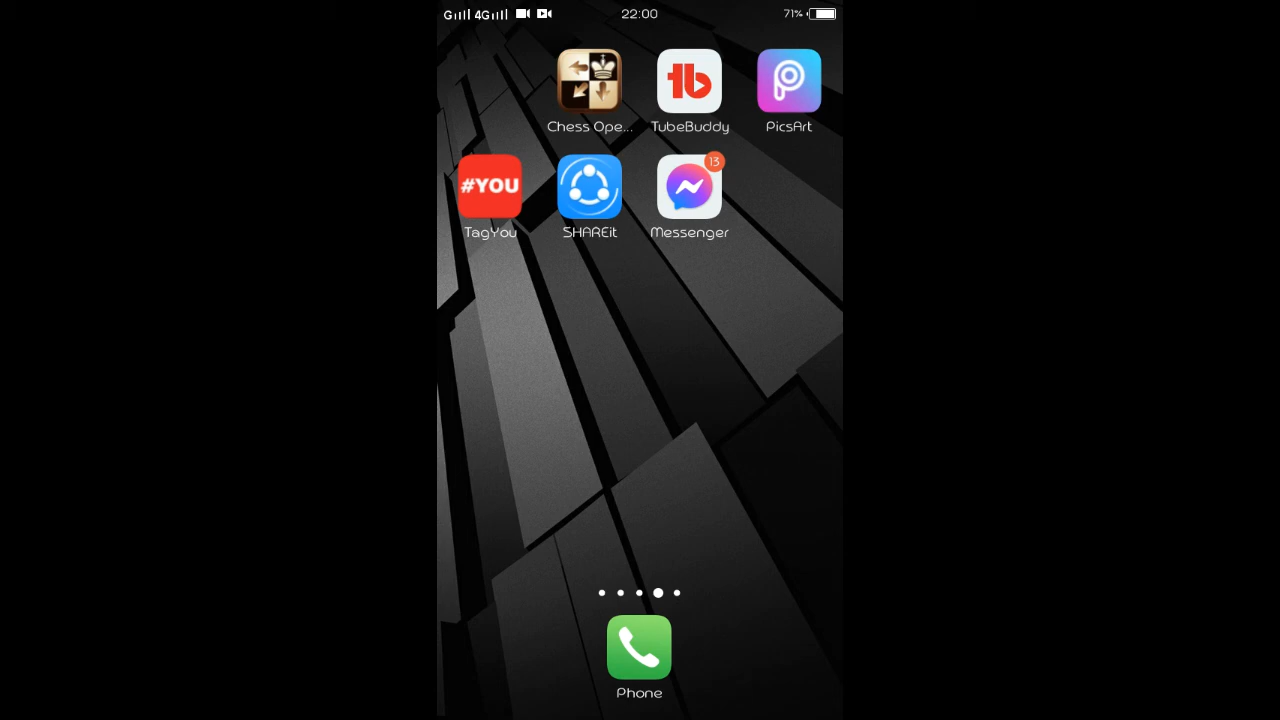 G 4G 22:00 71%
Chess Ope... TubeBuddy PicsArt
#YOU 13
TagYou SHAREit Messenger
Phone